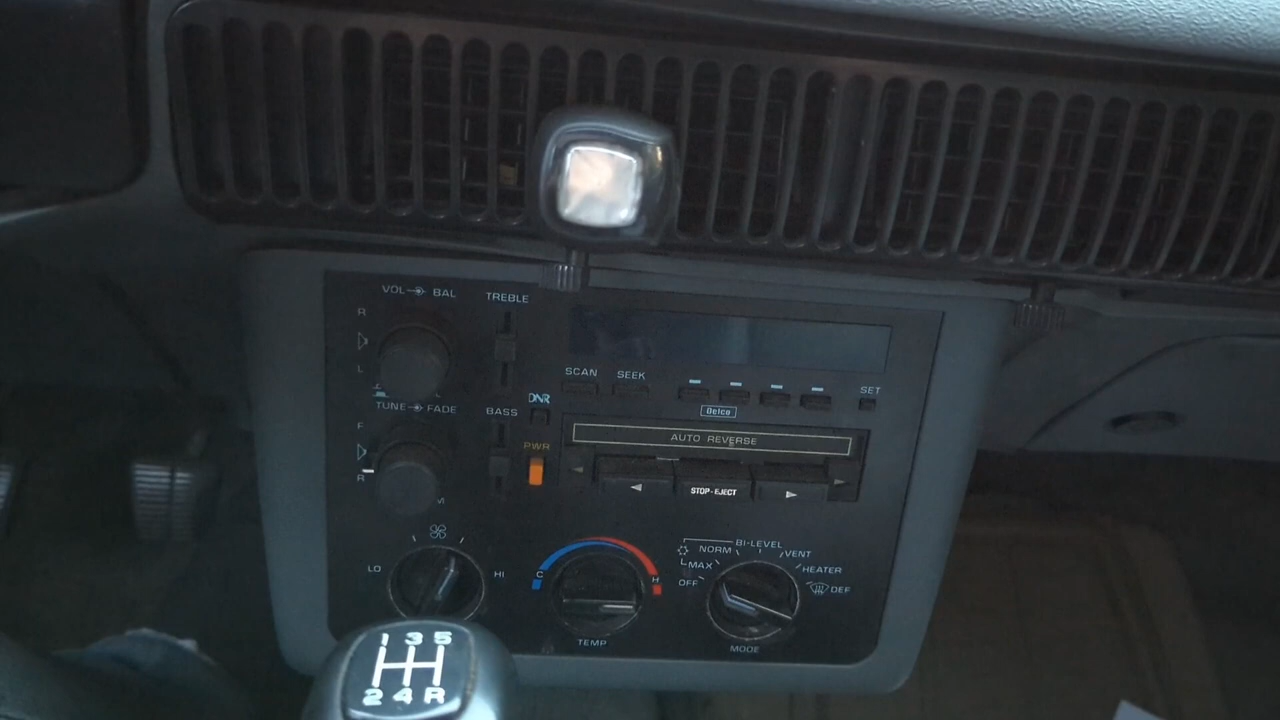 VOL BAL
TREBLE
R
L
SCAN SEEK
SET
TUNE FADE
BASS
DNR
Delco
F
R
PWR
AUTO REVERSE
STOP-EJECT
LO
HI
C
H
TEMP
OFF
MAX
NORM
BI-LEVEL
VENT
HEATER
DEF
MODE
1 3 5
2 4 R